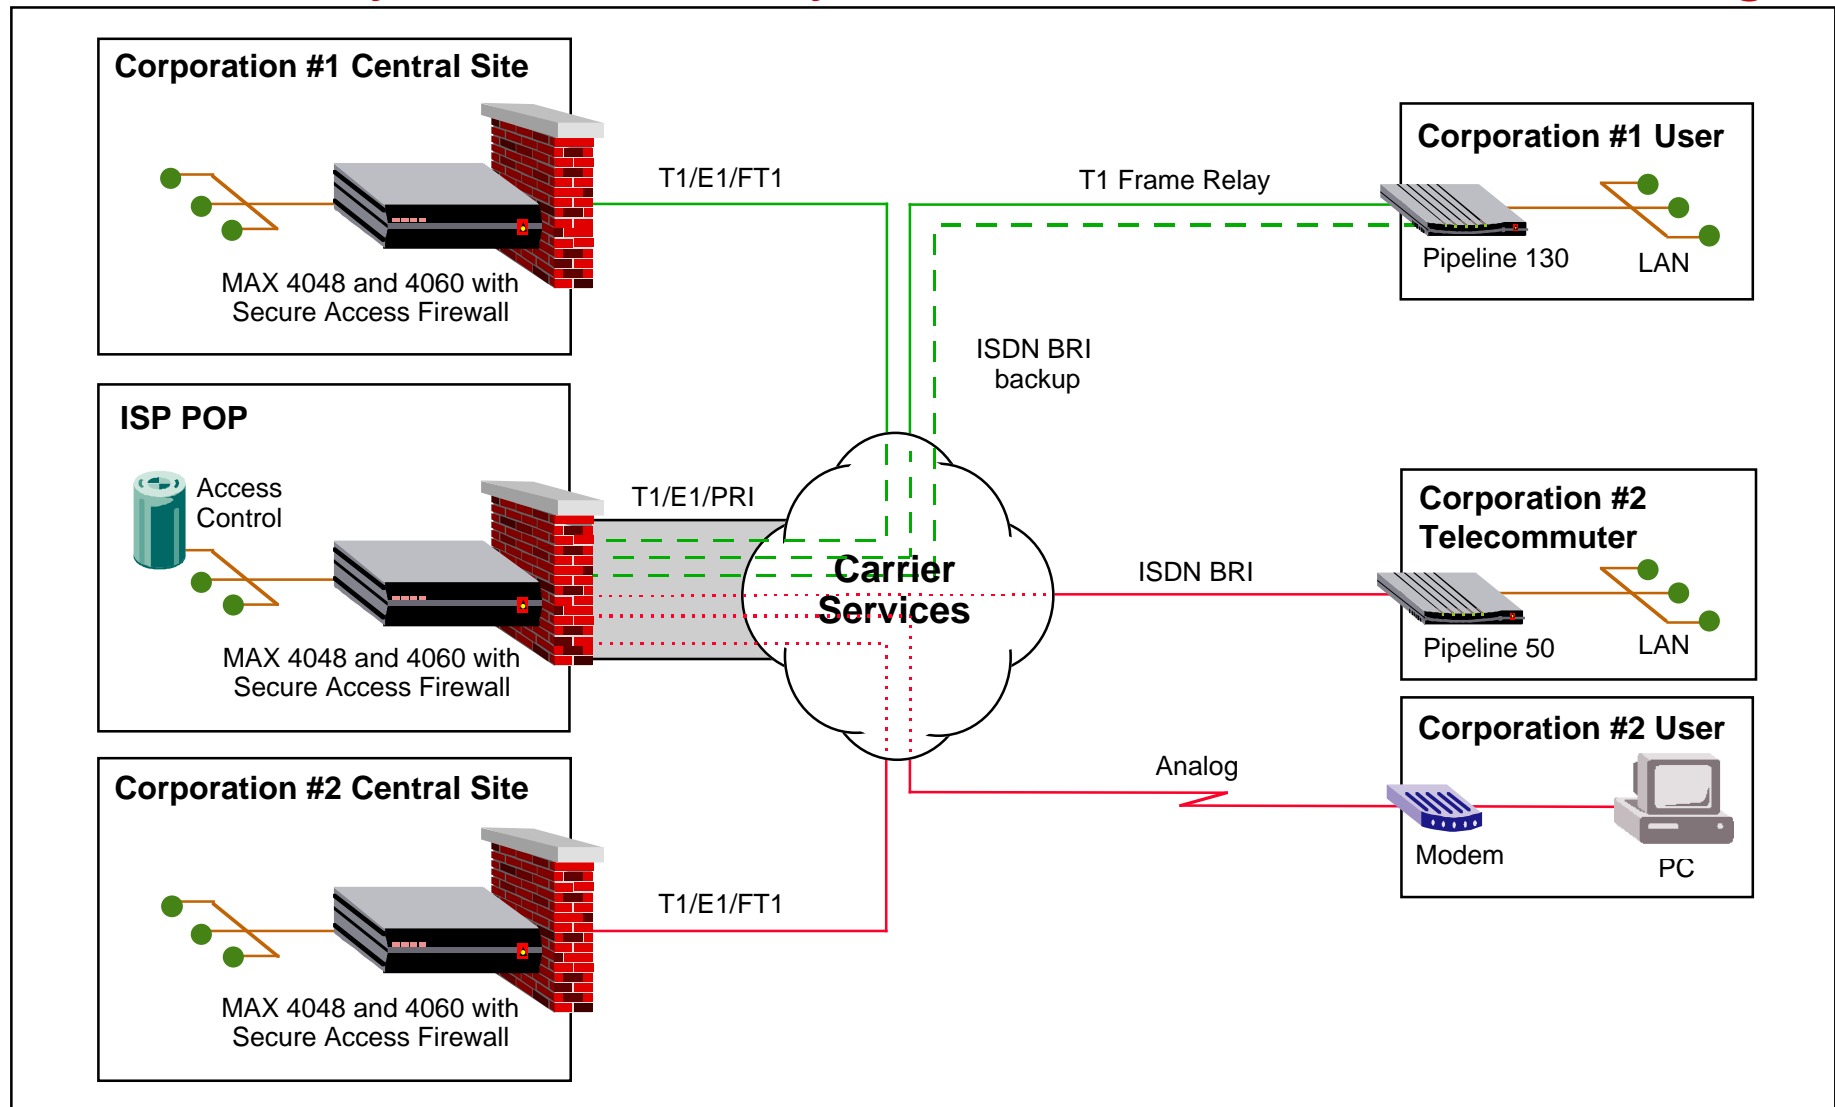 Corporation #1 Central Site
MAX 4048 and 4060 with
Secure Access Firewall
T1/E1/FT1
T1 Frame Relay
ISDN BRI
backup
Corporation #1 User
Pipeline 130
LAN
ISP POP
Access
Control
MAX 4048 and 4060 with
Secure Access Firewall
T1/E1/PRI
Carrier
Services
ISDN BRI
Corporation #2
Telecommuter
Pipeline 50
LAN
Corporation #2 Central Site
MAX 4048 and 4060 with
Secure Access Firewall
T1/E1/FT1
Analog
Corporation #2 User
Modem
PC